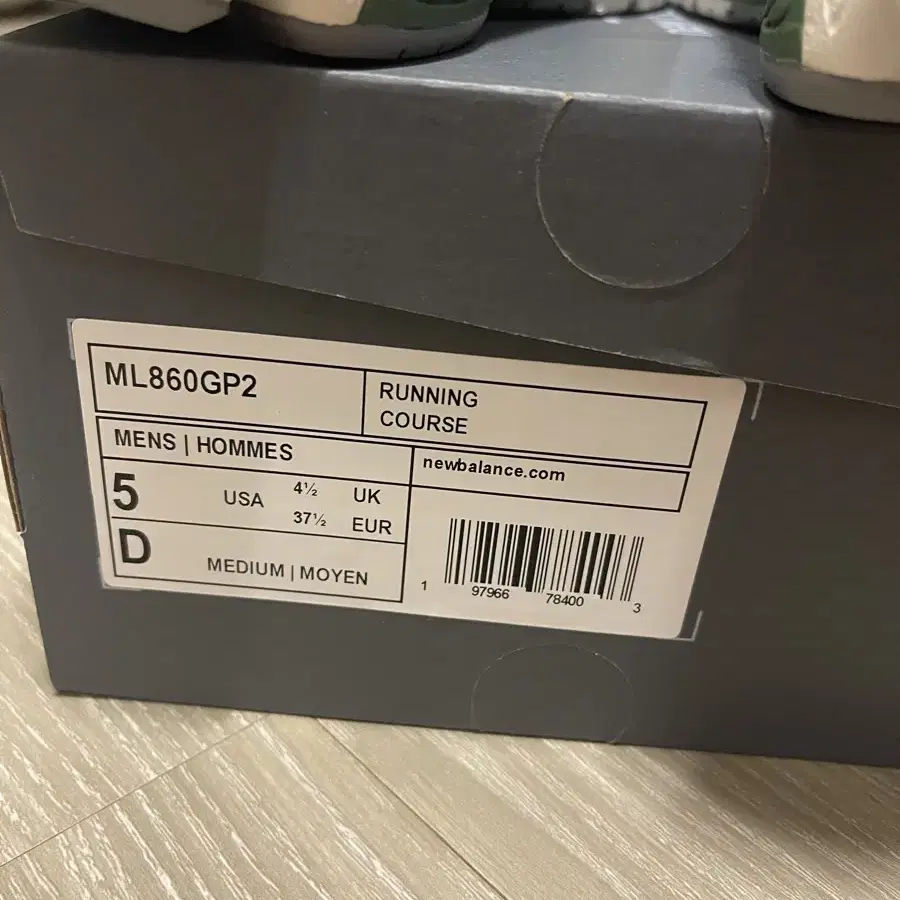 ML860GP2
RUNNING
COURSE
MENS | HOMMES
newbalance.com
5 USA 4½ UK
37½ EUR
D MEDIUM | MOYEN
1 97966 78400 3